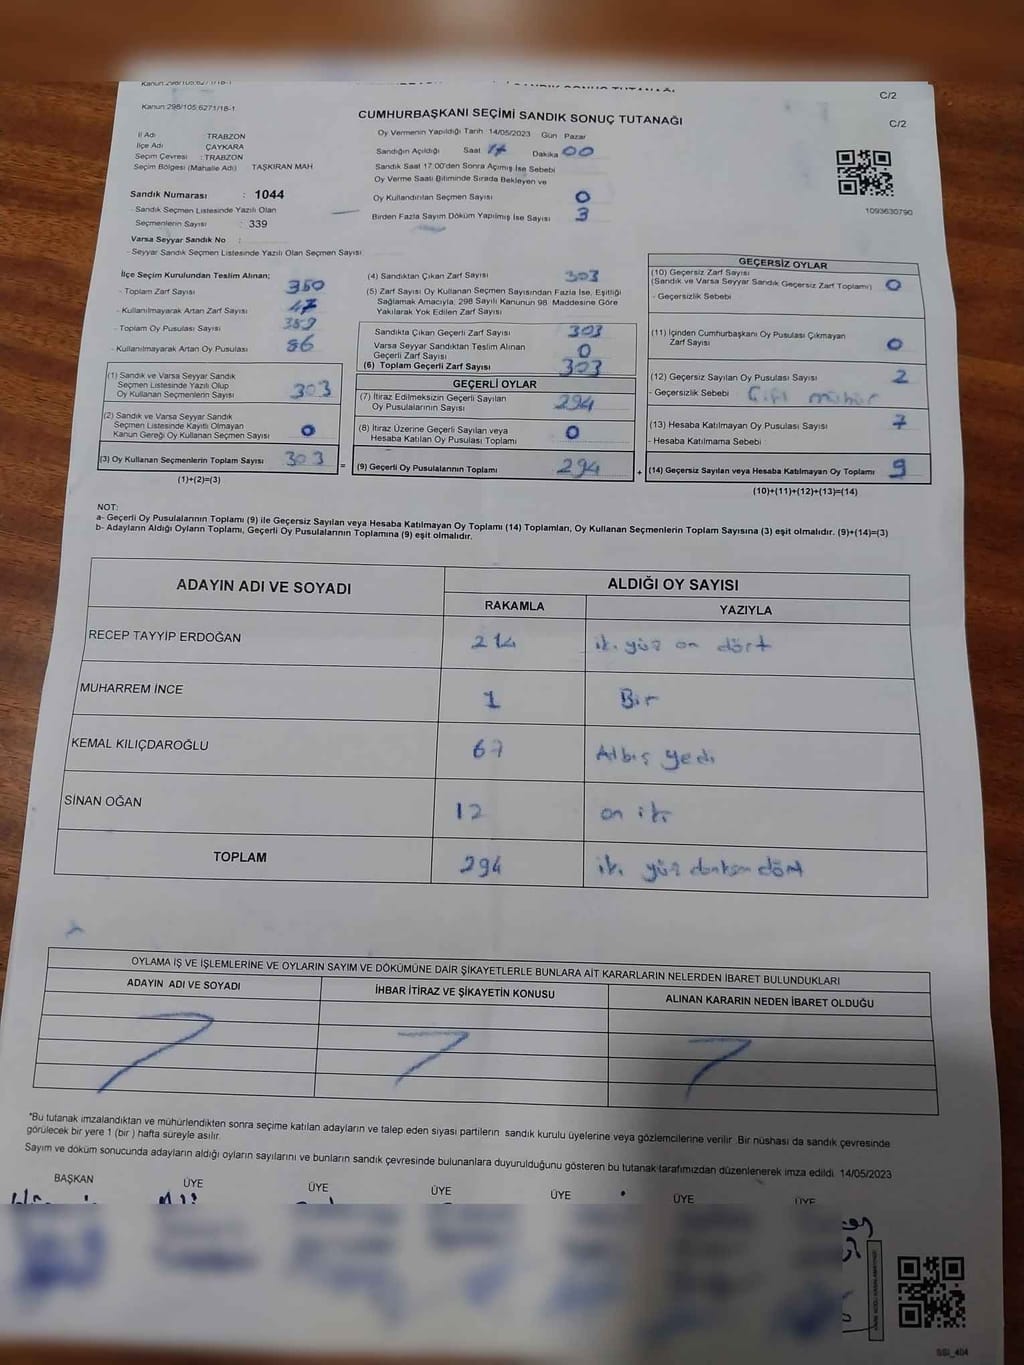 Kanun:298/105:6271/18-1
C/2
Kanun:298/105:6271/18-1
CUMHURBAŞKANI SEÇİMİ SANDIK SONUÇ TUTANAĞI
C/2
İl Adı : TRABZON
İlçe Adı : ÇAYKARA
Seçim Çevresi : TRABZON
Seçim Bölgesi (Mahalle Adı) TAŞKIRAN MAH
Oy Vermenin Yapıldığı Tarih 14/05/2023 Gün Pazar
Sandığın Açıldığı Saat 17 Dakika 00
Sandık Saat 17:00'den Sonra Açımış İse Sebebi
Oy Verme Saati Bitiminde Sırada Bekleyen ve
Oy Kullandırılan Seçmen Sayısı 0
Birden Fazla Sayım Döküm Yapılmış İse Sayısı 3
1093630790
Sandık Numarası : 1044
- Sandık Seçmen Listesinde Yazılı Olan
Seçmenlerin Sayısı : 339
Varsa Seyyar Sandık No :
- Seyyar Sandık Seçmen Listesinde Yazılı Olan Seçmen Sayısı
İlçe Seçim Kurulundan Teslim Alınan;
- Toplam Zarf Sayısı 350
- Kullanılmayarak Artan Zarf Sayısı 47
- Toplam Oy Pusulası Sayısı
- Kullanılmayarak Artan Oy Pusulası
(1) Sandık ve Varsa Seyyar Sandık
Seçmen Listesinde Yazılı Olup
Oy Kullanan Seçmenlerin Sayısı 303
(2) Sandık ve Varsa Seyyar Sandık
Seçmen Listesinde Kayıtlı Olmayan
Kanun Gereği Oy Kullanan Seçmen Sayısı 0
(3) Oy Kullanan Seçmenlerin Toplam Sayısı 303 =
(1)+(2)=(3)
(4) Sandıktan Çıkan Zarf Sayısı 303
(5) Zarf Sayısı Oy Kullanan Seçmen Sayısından Fazla İse, Eşitliği
Sağlamak Amacıyla, 298 Sayılı Kanunun 98. Maddesine Göre
Yakılarak Yok Edilen Zarf Sayısı
Sandıkta Çıkan Geçerli Zarf Sayısı 303
Varsa Seyyar Sandıktan Teslim Alınan
Geçerli Zarf Sayısı 0
(6) Toplam Geçerli Zarf Sayısı 303
GEÇERLİ OYLAR
(7) İtiraz Edilmeksizin Geçerli Sayılan
Oy Pusulalarının Sayısı 294
(8) İtiraz Üzerine Geçerli Sayılan veya
Hesaba Katılan Oy Pusulası Toplamı 0
(9) Geçerli Oy Pusulalarının Toplamı 294 +
GEÇERSİZ OYLAR
(10) Geçersiz Zarf Sayısı
(Sandık ve Varsa Seyyar Sandık Geçersiz Zarf Toplamı) 0
- Geçersizlik Sebebi
(11) İçinden Cumhurbaşkanı Oy Pusulası Çıkmayan
Zarf Sayısı 0
(12) Geçersiz Sayılan Oy Pusulası Sayısı 2
- Geçersizlik Sebebi Çift mühür
(13) Hesaba Katılmayan Oy Pusulası Sayısı 7
- Hesaba Katılmama Sebebi
(14) Geçersiz Sayılan veya Hesaba Katılmayan Oy Toplamı 9
(10)+(11)+(12)+(13)=(14)
NOT:
a- Geçerli Oy Pusulalarının Toplamı (9) ile Geçersiz Sayılan veya Hesaba Katılmayan Oy Toplamı (14) Toplamları, Oy Kullanan Seçmenlerin Toplam Sayısına (3) eşit olmalıdır. (9)+(14)=(3)
b- Adayların Aldığı Oyların Toplamı, Geçerli Oy Pusulalarının Toplamına (9) eşit olmalıdır.
ADAYIN ADI VE SOYADI
ALDIĞI OY SAYISI
RAKAMLA YAZIYLA
RECEP TAYYİP ERDOĞAN 214 iki yüz on dört
MUHARREM İNCE 1 Bir
KEMAL KILIÇDAROĞLU 67 Altmış yedi
SİNAN OĞAN 12 on iki
TOPLAM 294 iki yüz doksan dört
OYLAMA İŞ VE İŞLEMLERİNE VE OYLARIN SAYIM VE DÖKÜMÜNE DAİR ŞİKAYETLERLE BUNLARA AİT KARARLARIN NELERDEN İBARET BULUNDUKLARI
ADAYIN ADI VE SOYADI İHBAR İTİRAZ VE ŞİKAYETİN KONUSU ALINAN KARARIN NEDEN İBARET OLDUĞU
*Bu tutanak imzalandıktan ve mühürlendikten sonra seçime katılan adayların ve talep eden siyasi partilerin sandık kurulu üyelerine veya gözlemcilerine verilir. Bir nüshası da sandık çevresinde
görülecek bir yere 1 (bir ) hafta süreyle asılır.
Sayım ve döküm sonucunda adayların aldığı oyların sayılarını ve bunların sandık çevresinde bulunanlara duyurulduğunu gösteren bu tutanak tarafımızdan düzenlenerek imza edildi. 14/05/2023
BAŞKAN ÜYE ÜYE ÜYE ÜYE ÜYE ÜYE
SSI_404